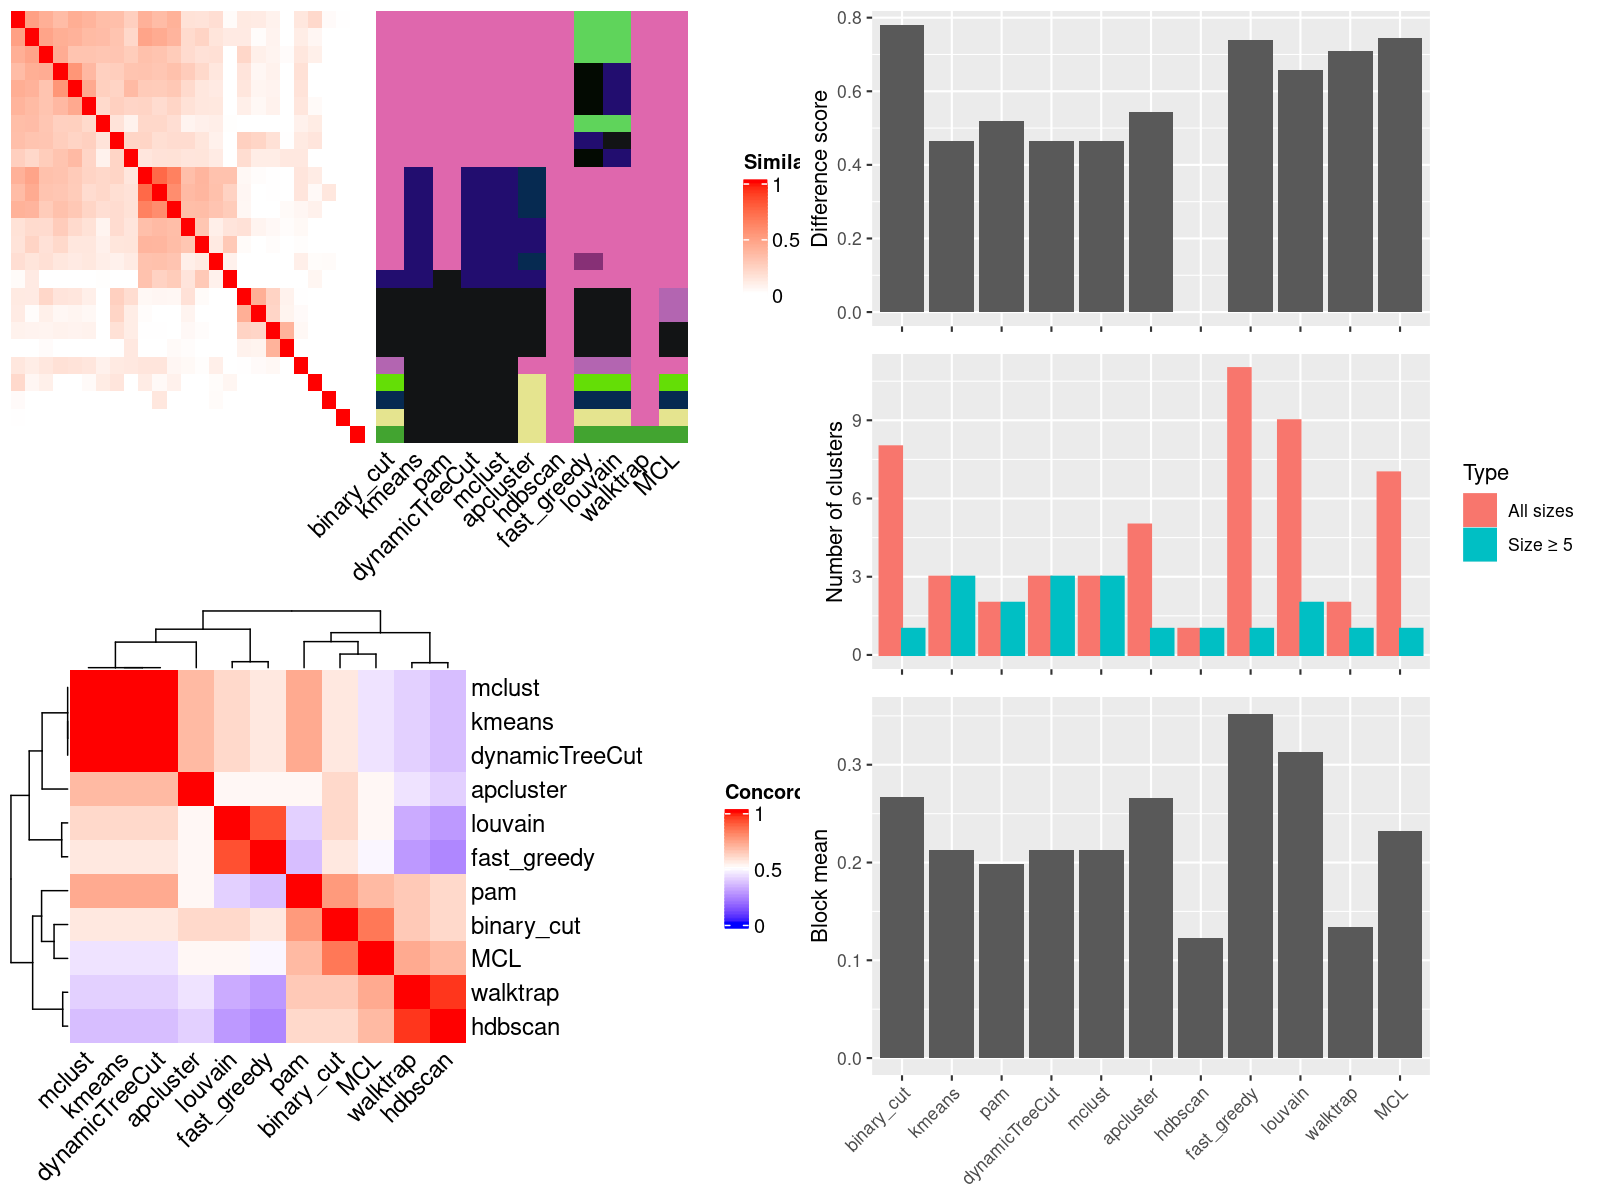 Simila
1
0.5
0
binary_cut
kmeans
pam
dynamicTreeCut
mclust
apcluster
hdbscan
fast_greedy
louvain
walktrap
MCL
Difference score
0.8
0.6
0.4
0.2
0.0
Number of clusters
9
6
3
0
Type
All sizes
Size ≥ 5
mclust
kmeans
dynamicTreeCut
apcluster
louvain
fast_greedy
pam
binary_cut
MCL
walktrap
hdbscan
mclust
kmeans
dynamicTreeCut
apcluster
louvain
fast_greedy
pam
binary_cut
MCL
walktrap
hdbscan
Concord
1
0.5
0
Block mean
0.3
0.2
0.1
0.0
binary_cut
kmeans
pam
dynamicTreeCut
mclust
apcluster
hdbscan
fast_greedy
louvain
walktrap
MCL